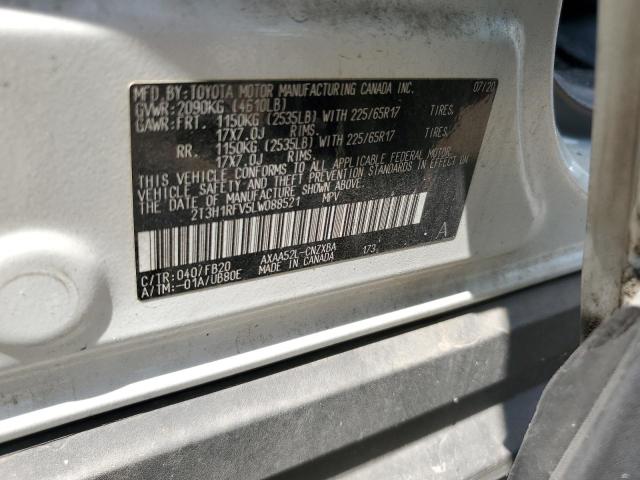 MFD.BY:TOYOTA MOTOR MANUFACTURING CANADA INC. 07/20
GVWR:2090KG (4610LB)
GAWR:FRT. 1150KG (2535LB) WITH 225/65R17 TIRES.
17X7.0J RIMS.
RR. 1150KG (2535LB) WITH 225/65R17 TIRES.
17X7.0J RIMS.
THIS VEHICLE CONFORMS TO ALL APPLICABLE FEDERAL MOTOR
VEHICLE SAFETY AND THEFT PREVENTION STANDARDS IN EFFECT ON
THE DATE OF MANUFACTURE SHOWN ABOVE.
2T3H1RFV5LW088521 MPV
A
C/TR:040/FB20 AXAA52L-CNZXBA 173
A/TM:-01A/UB80E MADE IN CANADA